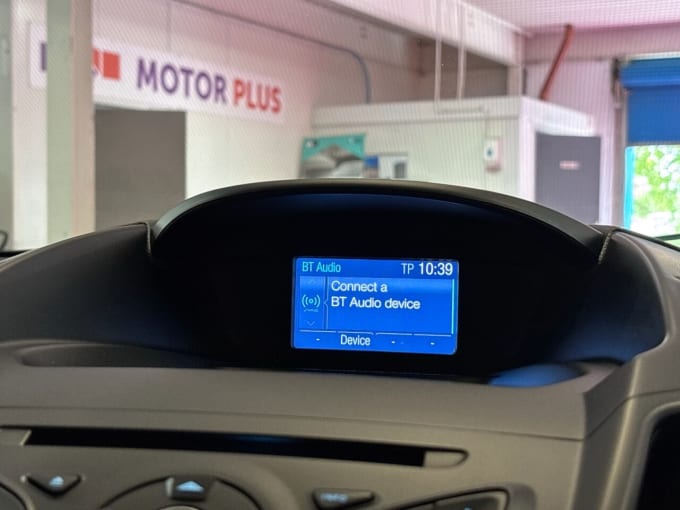 MOTOR PLUS
BT Audio TP 10:39
Connect a
BT Audio device
- Device - -